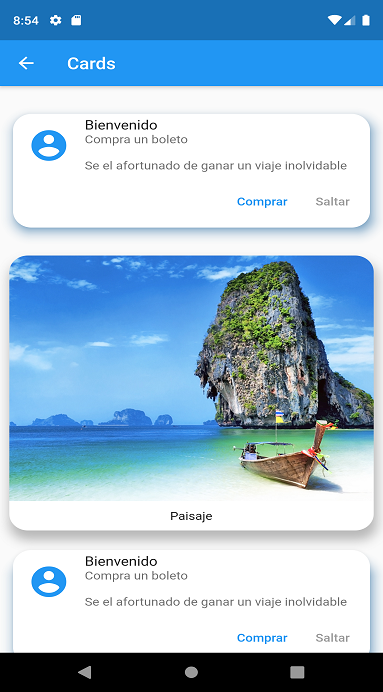 8:54
Cards
Bienvenido
Compra un boleto
Se el afortunado de ganar un viaje inolvidable
Comprar Saltar
Paisaje
Bienvenido
Compra un boleto
Se el afortunado de ganar un viaje inolvidable
Comprar Saltar